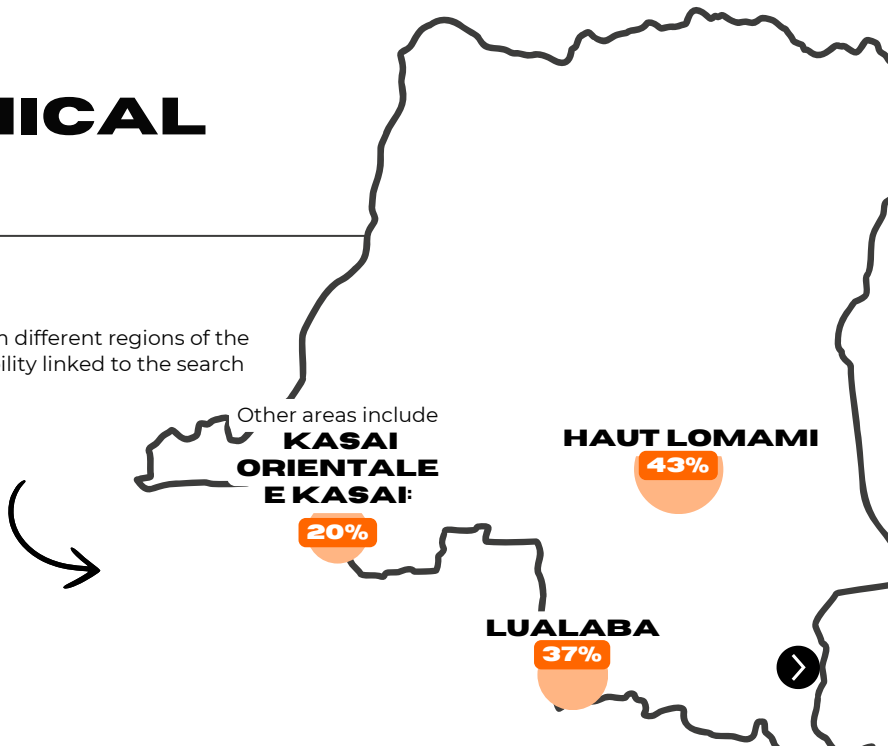 NICAL
n different regions of the
ility linked to the search
Other areas include
KASAI
ORIENTALE
E KASAI:
20%
HAUT LOMAMI
43%
LUALABA
37%